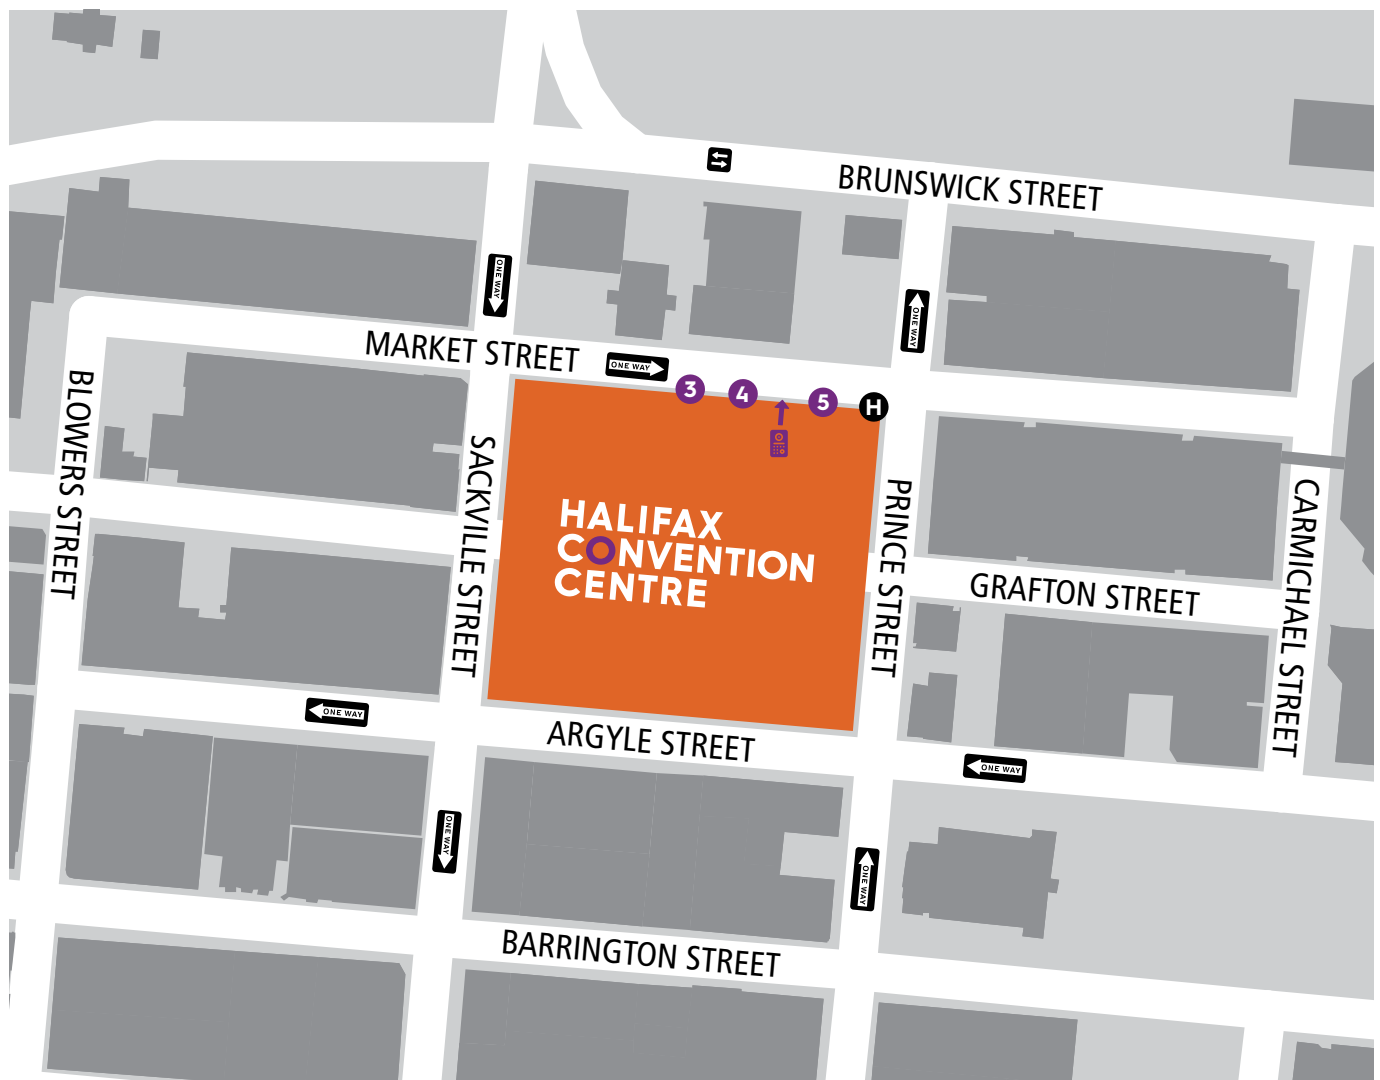 BRUNSWICK STREET
ONE WAY
ONE WAY
MARKET STREET
ONE WAY
3
4
5
H
BLOWERS STREET
SACKVILLE STREET
HALIFAX
CONVENTION
CENTRE
PRINCE STREET
CARMICHAEL STREET
GRAFTON STREET
ONE WAY
ARGYLE STREET
ONE WAY
ONE WAY
ONE WAY
BARRINGTON STREET